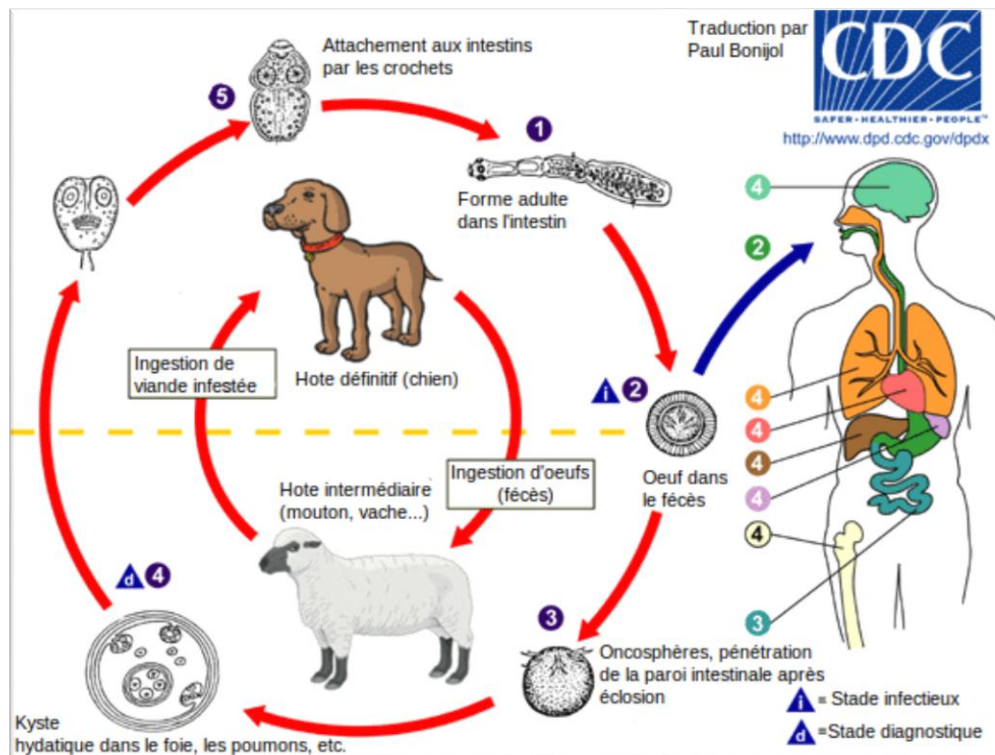 Traduction par
Paul Bonijol
CDC
SAFER·HEALTHIER·PEOPLE™
http://www.dpd.cdc.gov/dpdx
Attachement aux intestins
par les crochets
5
1
Forme adulte
dans l'intestin
4
2
Ingestion de
viande infestée
Hote définitif (chien)
i 2
4
4
4
4
4
3
Ingestion d'oeufs
(fécès)
Oeuf dans
le fécès
Hote intermédiaire
(mouton, vache...)
d 4
3
Oncosphères, pénétration
de la paroi intestinale après
éclosion
Kyste
hydatique dans le foie, les poumons, etc.
i = Stade infectieux
d =Stade diagnostique